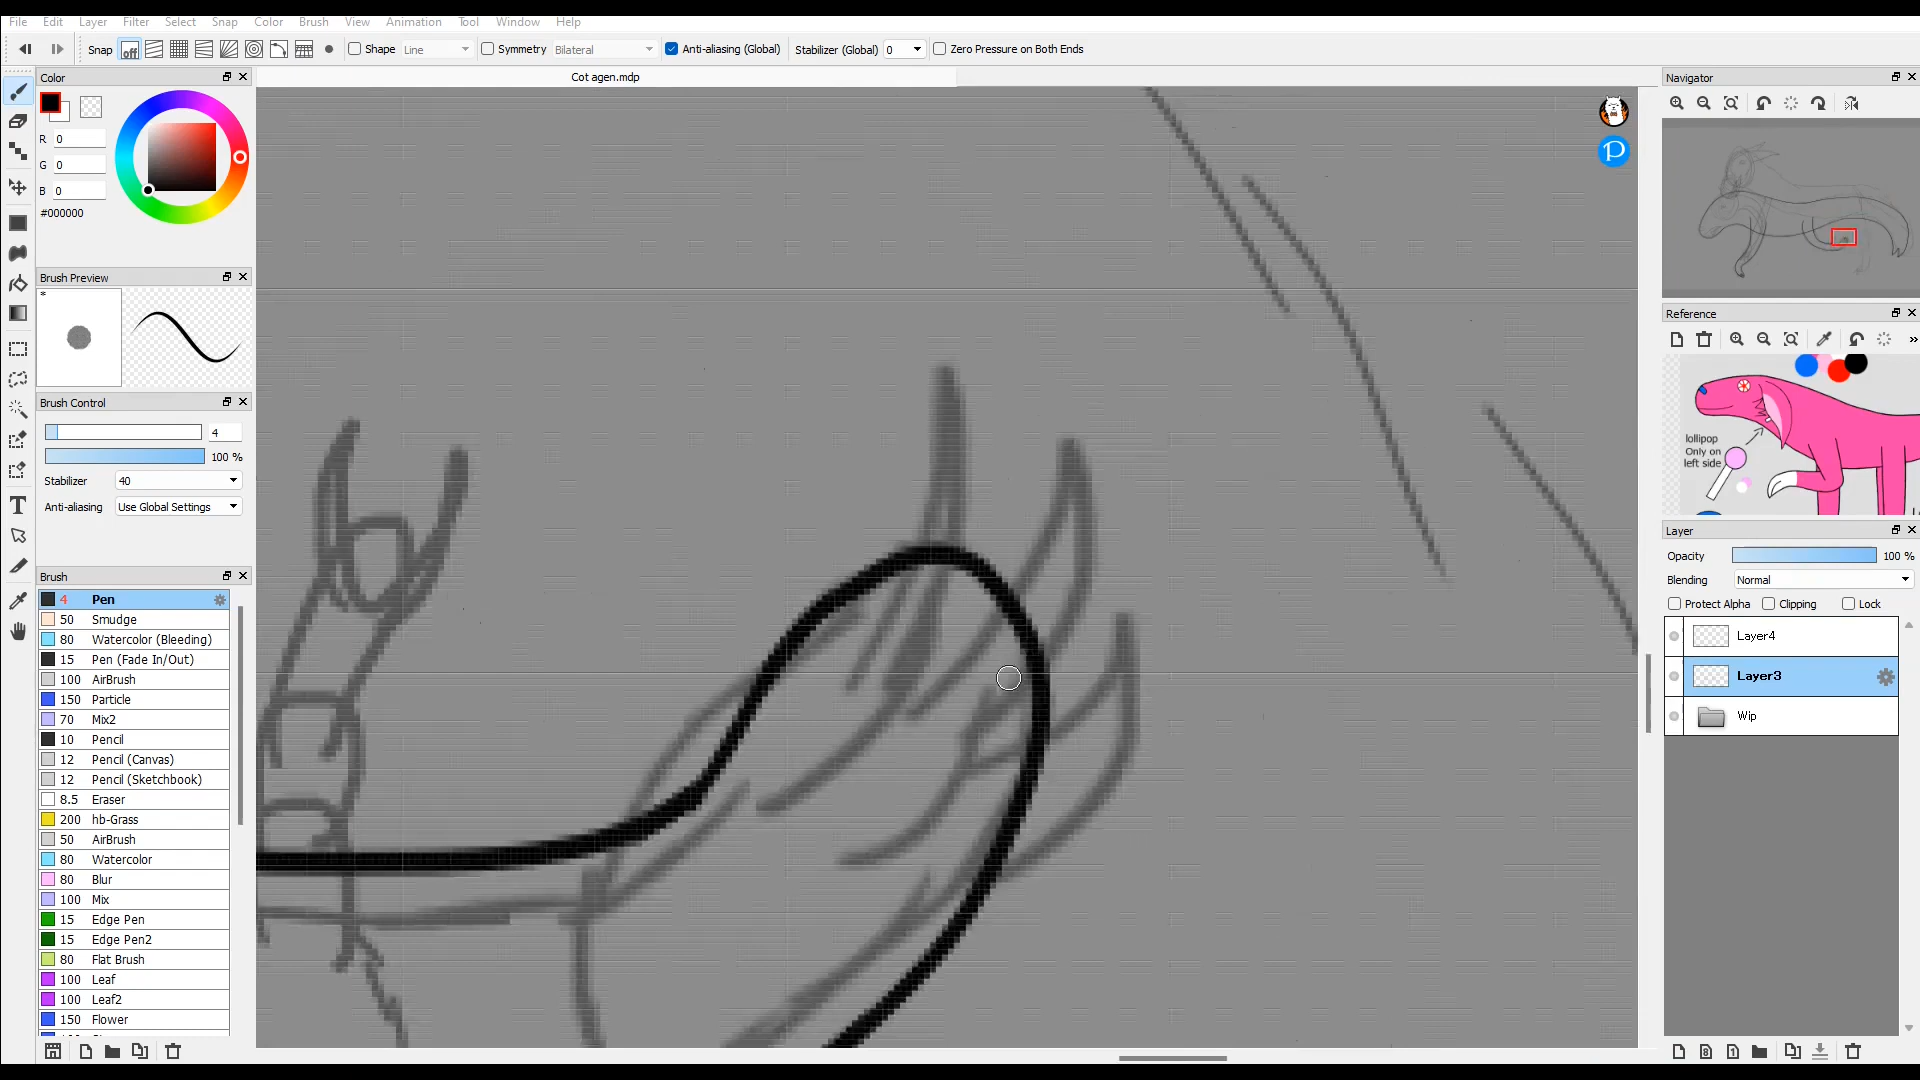 File Edit Layer Filter Select Snap Color Brush View Animation Tool Window Help
Snap off Shape Line Symmetry Bilateral Anti-aliasing (Global) Stabilizer (Global) 0 Zero Pressure on Both Ends
Color
Cot agen.mdp
Navigator
R 0
G 0
B 0
#000000
Brush Preview
*
Brush Control
4
100 %
Stabilizer 40
Anti-aliasing Use Global Settings
Brush
4 Pen
50 Smudge
80 Watercolor (Bleeding)
15 Pen (Fade In/Out)
100 AirBrush
150 Particle
70 Mix2
10 Pencil
12 Pencil (Canvas)
12 Pencil (Sketchbook)
8.5 Eraser
200 hb-Grass
50 AirBrush
80 Watercolor
80 Blur
100 Mix
15 Edge Pen
15 Edge Pen2
80 Flat Brush
100 Leaf
100 Leaf2
150 Flower
P
Reference
»
lollipop
Only on
left side
Layer
Opacity 100 %
Blending Normal
Protect Alpha Clipping Lock
Layer4
Layer3
Wip
8 1